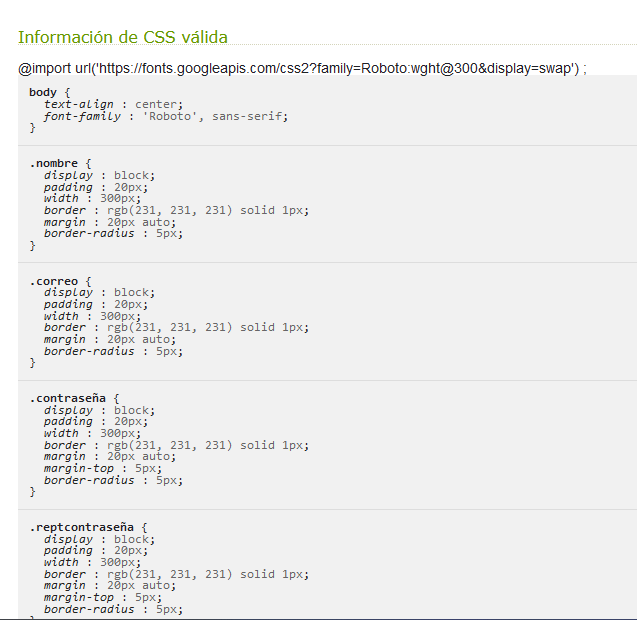 Información de CSS válida
@import url('https://fonts.googleapis.com/css2?family=Roboto:wght@300&display=swap') ;
body {
text-align : center;
font-family : 'Roboto', sans-serif;
}
.nombre {
display : block;
padding : 20px;
width : 300px;
border : rgb(231, 231, 231) solid 1px;
margin : 20px auto;
border-radius : 5px;
}
.correo {
display : block;
padding : 20px;
width : 300px;
border : rgb(231, 231, 231) solid 1px;
margin : 20px auto;
border-radius : 5px;
}
.contraseña {
display : block;
padding : 20px;
width : 300px;
border : rgb(231, 231, 231) solid 1px;
margin : 20px auto;
margin-top : 5px;
border-radius : 5px;
}
.reptcontraseña {
display : block;
padding : 20px;
width : 300px;
border : rgb(231, 231, 231) solid 1px;
margin : 20px auto;
margin-top : 5px;
border-radius : 5px;